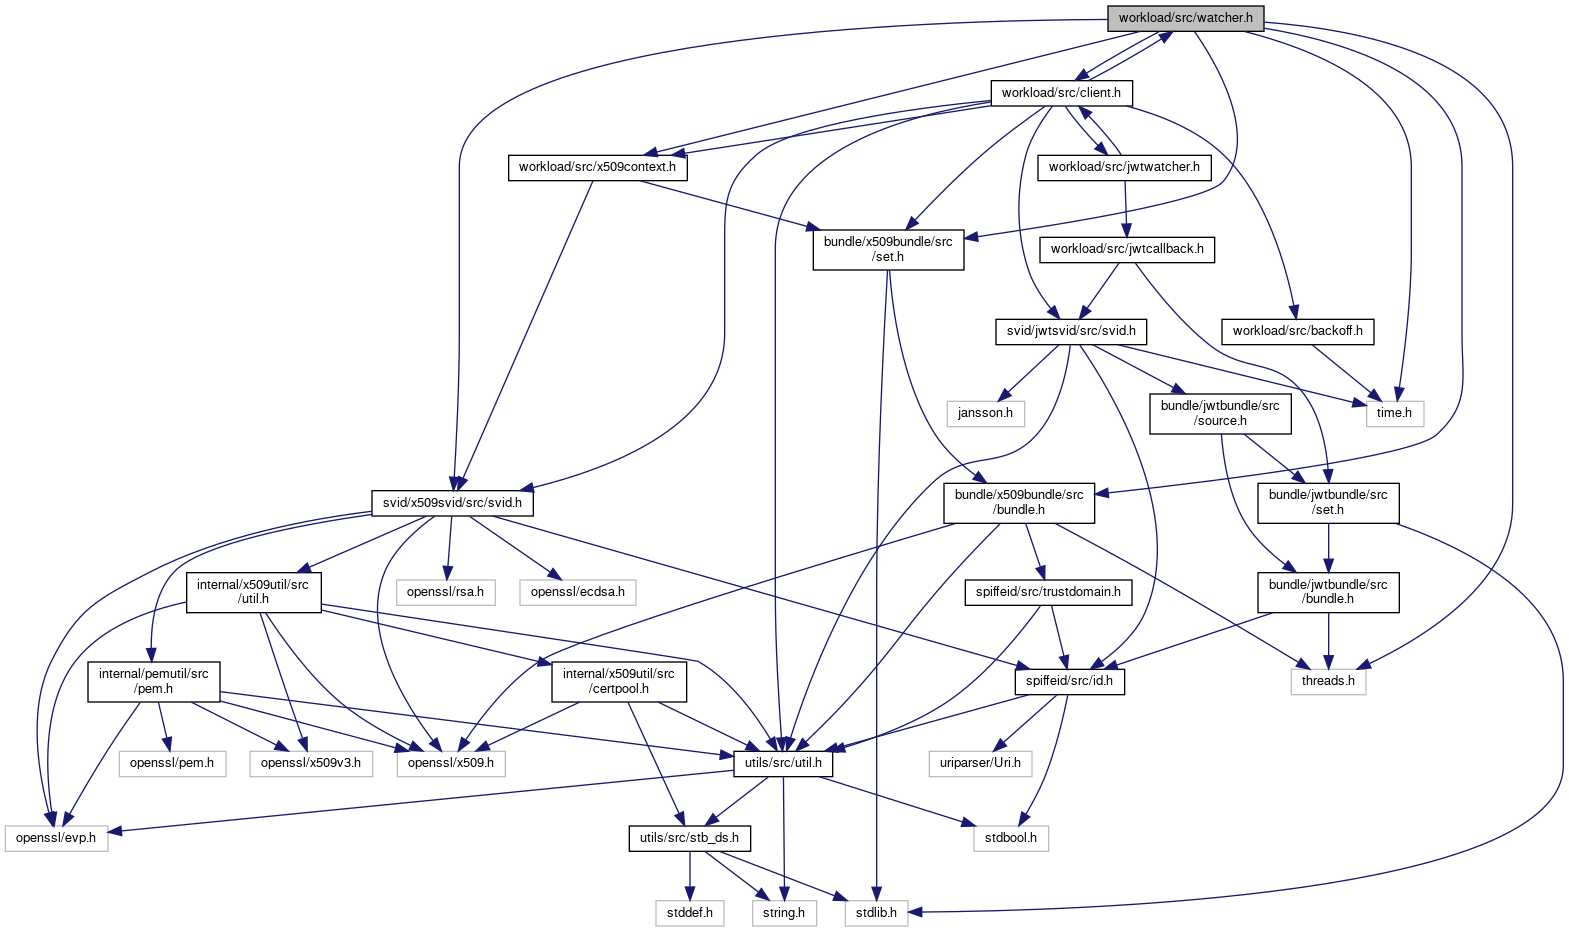 workload/src/watcher.h
workload/src/client.h
workload/src/x509context.h
workload/src/jwtwatcher.h
bundle/x509bundle/src
/set.h
workload/src/jwtcallback.h
svid/jwtsvid/src/svid.h
workload/src/backoff.h
jansson.h
bundle/jwtbundle/src
/source.h
time.h
svid/x509svid/src/svid.h
bundle/x509bundle/src
/bundle.h
bundle/jwtbundle/src
/set.h
internal/x509util/src
/util.h
openssl/rsa.h
openssl/ecdsa.h
spiffeid/src/trustdomain.h
bundle/jwtbundle/src
/bundle.h
internal/pemutil/src
/pem.h
internal/x509util/src
/certpool.h
spiffeid/src/id.h
threads.h
openssl/pem.h
openssl/x509v3.h
openssl/x509.h
utils/src/util.h
uriparser/Uri.h
openssl/evp.h
utils/src/stb_ds.h
stdbool.h
stddef.h
string.h
stdlib.h